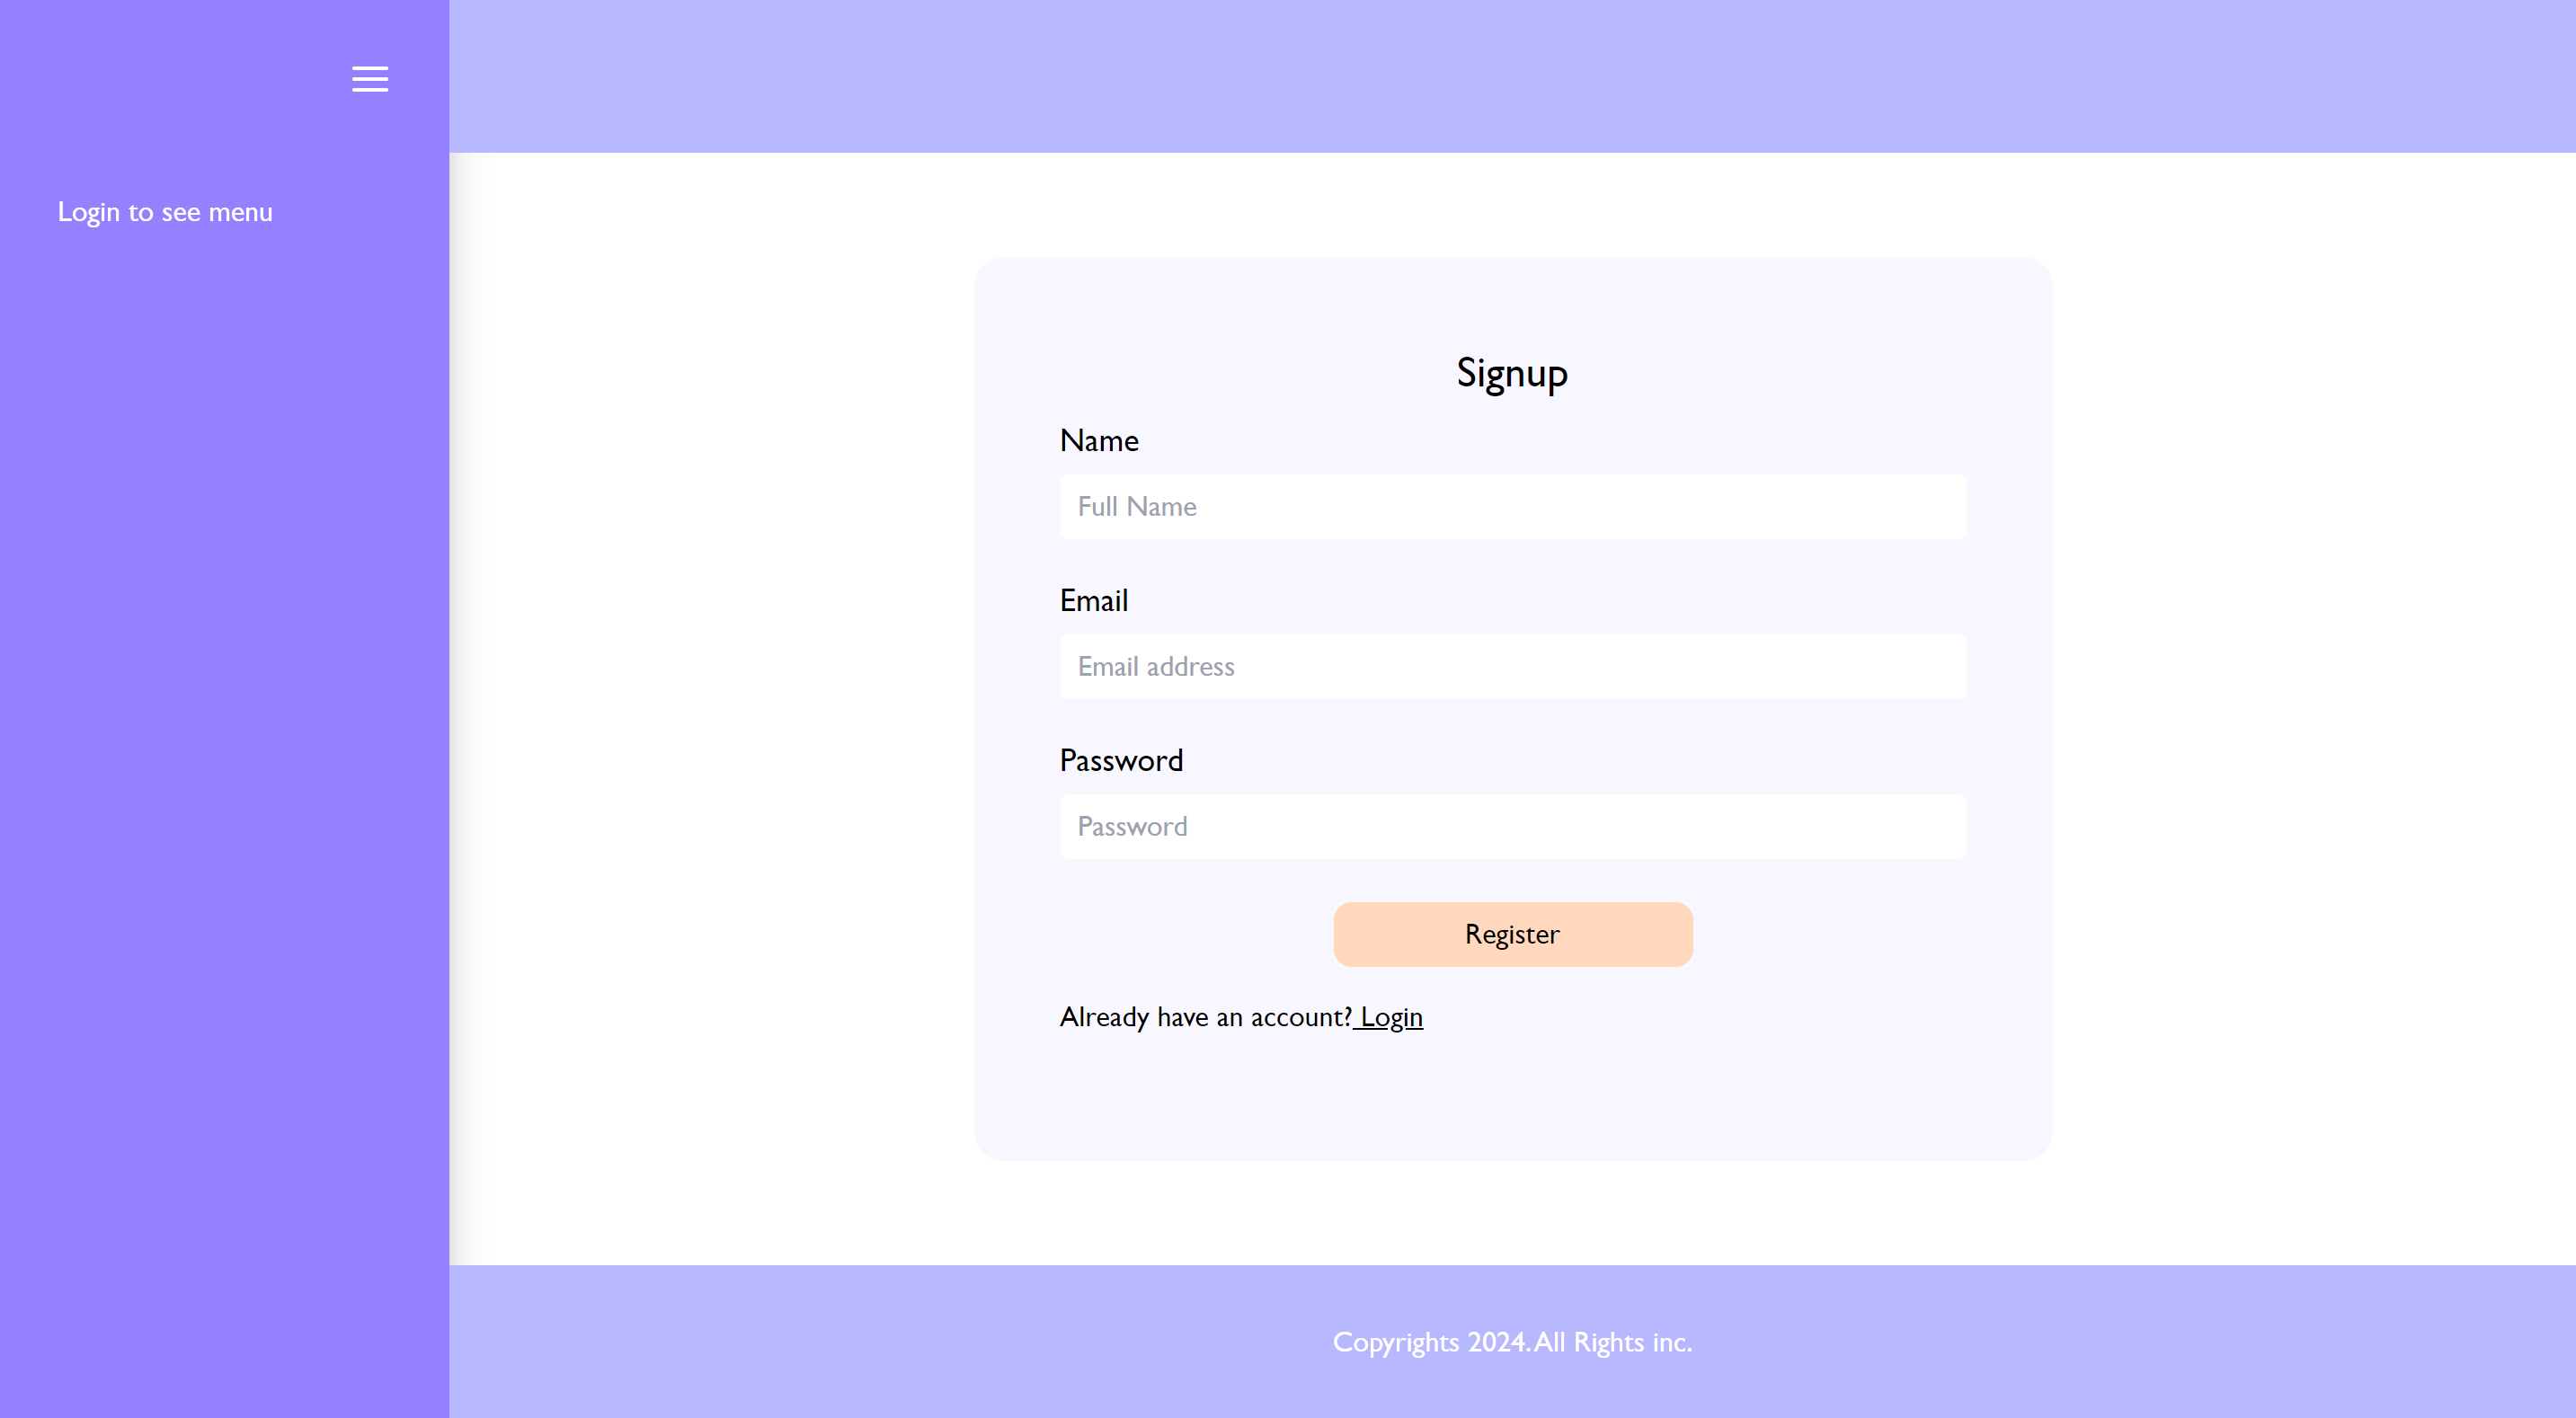 Login to see menu
Signup
Name
Full Name
Email
Email address
Password
Password
Register
Already have an account? Login
Copyrights 2024. All Rights inc.